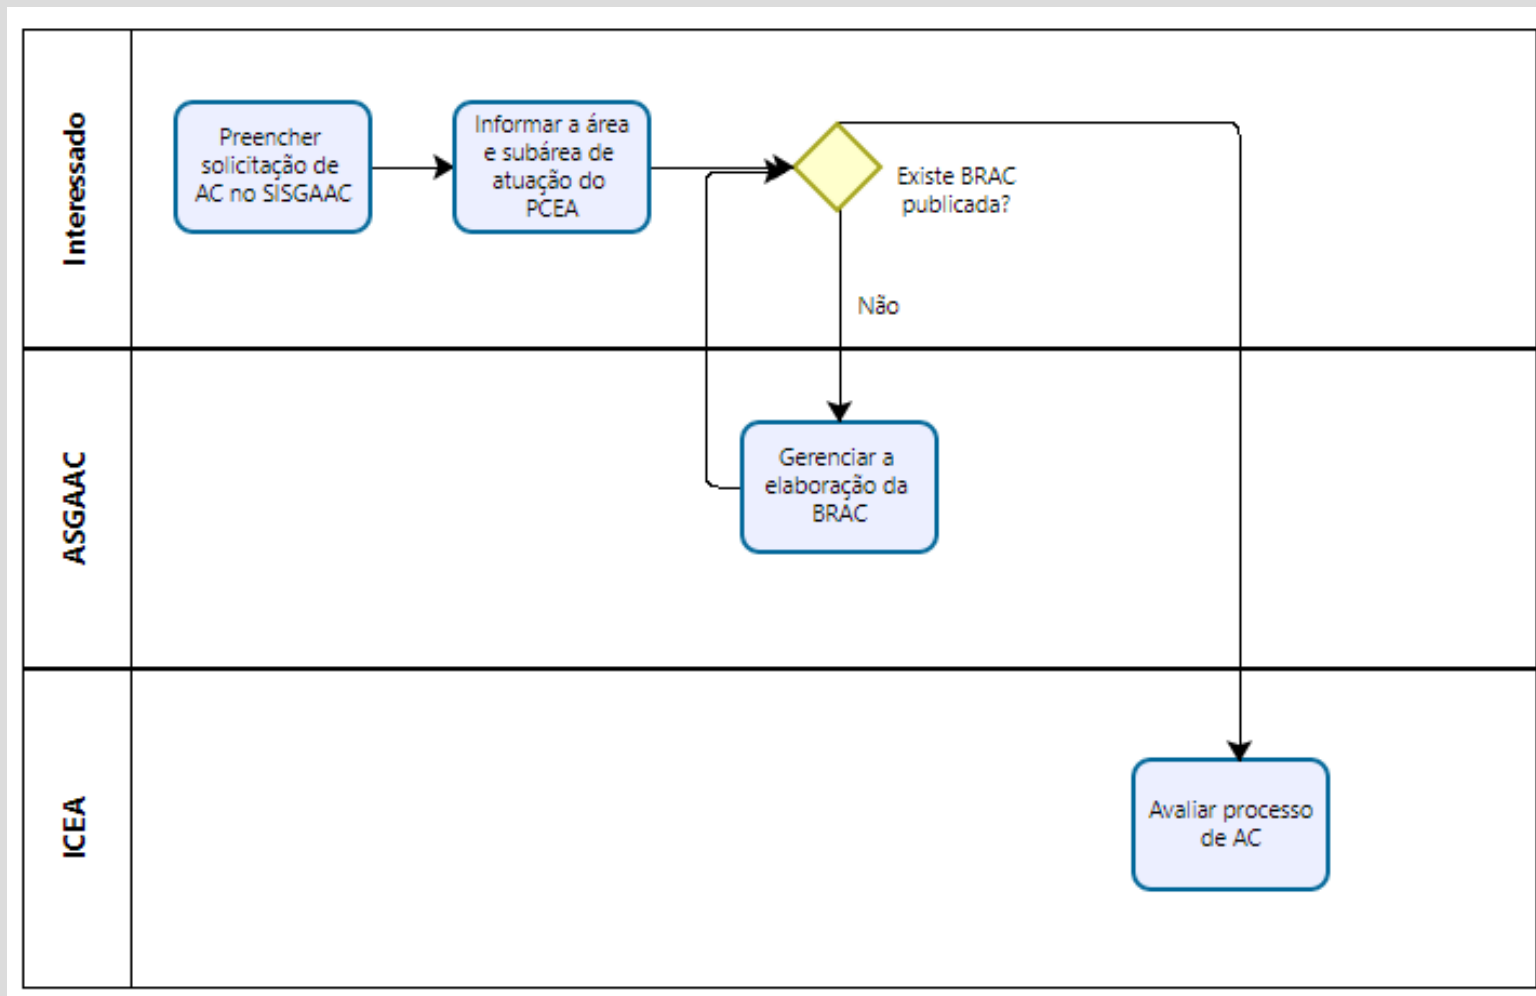 Interessado
Preencher
solicitação de
AC no SISGAAC
Informar a área
e subárea de
atuação do
PCEA
Existe BRAC
publicada?
Não
ASGAAC
Gerenciar a
elaboração da
BRAC
ICEA
Avaliar processo
de AC